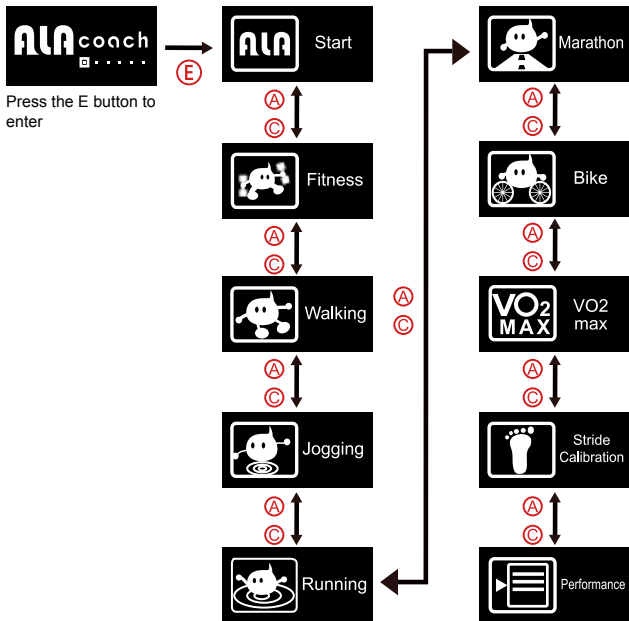 ALA coach
E
Press the E button to
enter
ALA
Start
A
C
Fitness
A
C
Walking
A
C
Jogging
A
C
Running
A
C
Marathon
A
C
Bike
A
C
VO2
MAX
VO2
max
A
C
Stride
Calibration
A
C
Performance